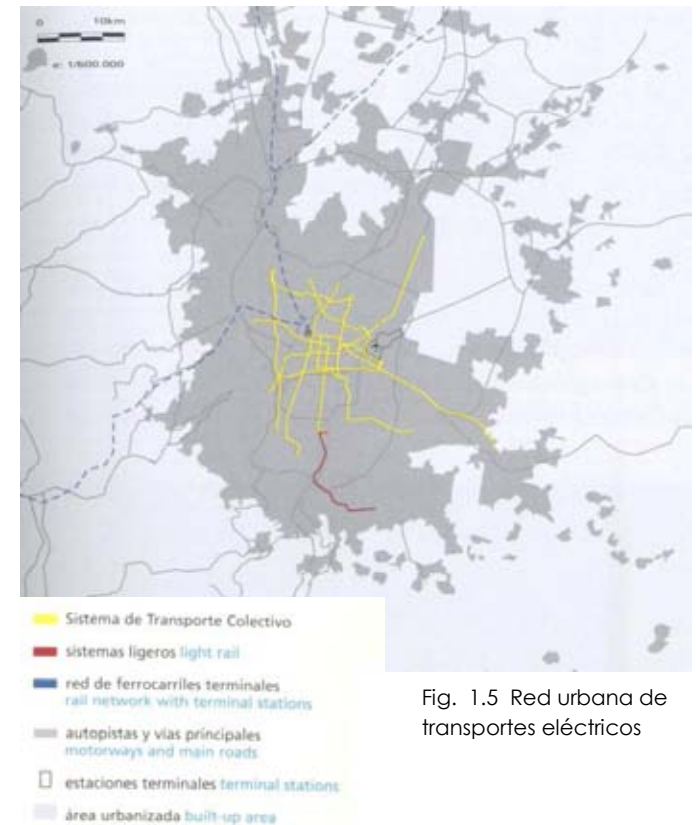 0 10km
e: 1/600.000
Sistema de Transporte Colectivo
sistemas ligeros light rail
red de ferrocarriles terminales
rail network with terminal stations
autopistas y vías principales
motorways and main roads
estaciones terminales terminal stations
área urbanizada built-up area
Fig. 1.5 Red urbana de
transportes eléctricos